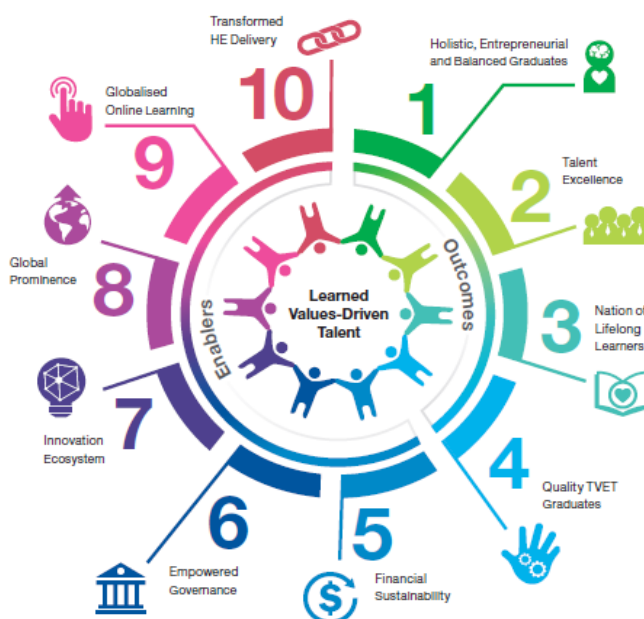 Transformed
HE Delivery
10
Holistic, Entrepreneurial
and Balanced Graduates
1
Globalised
Online Learning
9
Talent
Excellence
2
Global
Prominence
8
Nation of
Lifelong
Learners
3
Enablers
Outcomes
Learned
Values-Driven
Talent
Innovation
Ecosystem
7
Quality TVET
Graduates
4
Empowered
Governance
6
Financial
Sustainability
5
$